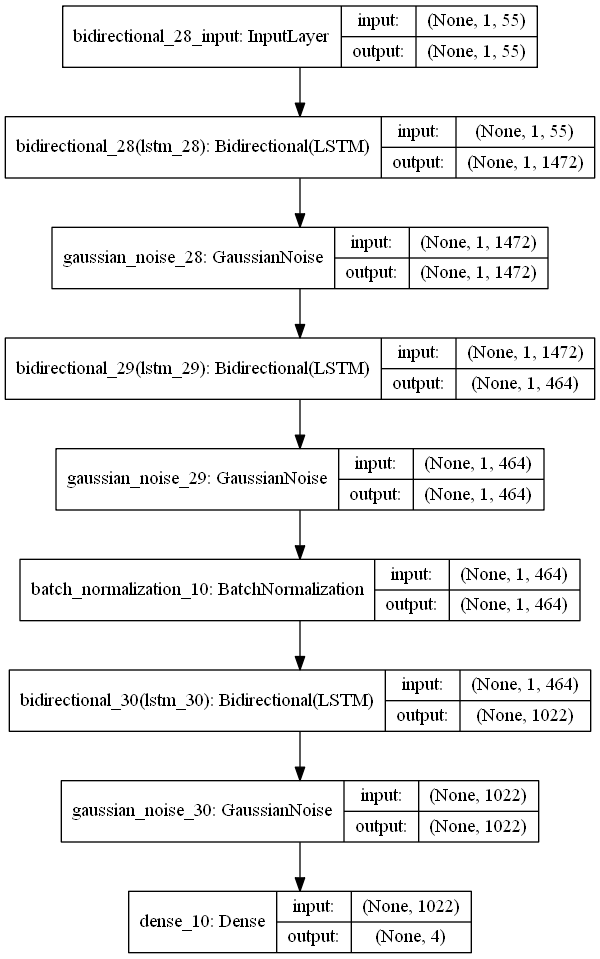 bidirectional_28_input: InputLayer
input: (None, 1, 55)
output: (None, 1, 55)
bidirectional_28(lstm_28): Bidirectional(LSTM)
input: (None, 1, 55)
output: (None, 1, 1472)
gaussian_noise_28: GaussianNoise
input: (None, 1, 1472)
output: (None, 1, 1472)
bidirectional_29(lstm_29): Bidirectional(LSTM)
input: (None, 1, 1472)
output: (None, 1, 464)
gaussian_noise_29: GaussianNoise
input: (None, 1, 464)
output: (None, 1, 464)
batch_normalization_10: BatchNormalization
input: (None, 1, 464)
output: (None, 1, 464)
bidirectional_30(lstm_30): Bidirectional(LSTM)
input: (None, 1, 464)
output: (None, 1022)
gaussian_noise_30: GaussianNoise
input: (None, 1022)
output: (None, 1022)
dense_10: Dense
input: (None, 1022)
output: (None, 4)